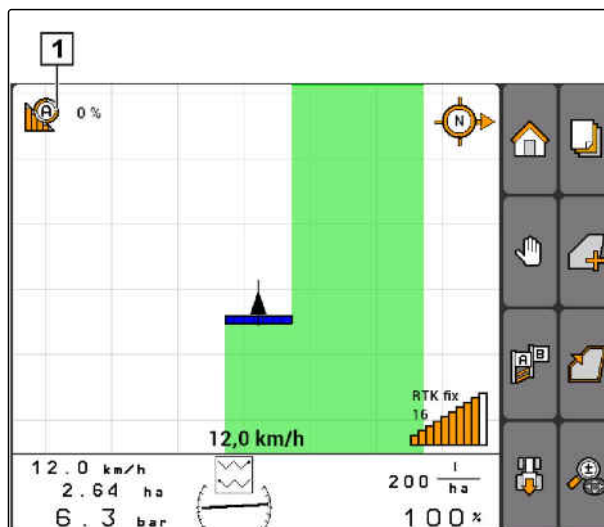 1
A 0 %
N
A B
RTK fix
16
12,0 km/h
12.0 km/h
2.64 ha
6.3 bar
200 l/ha
100 %